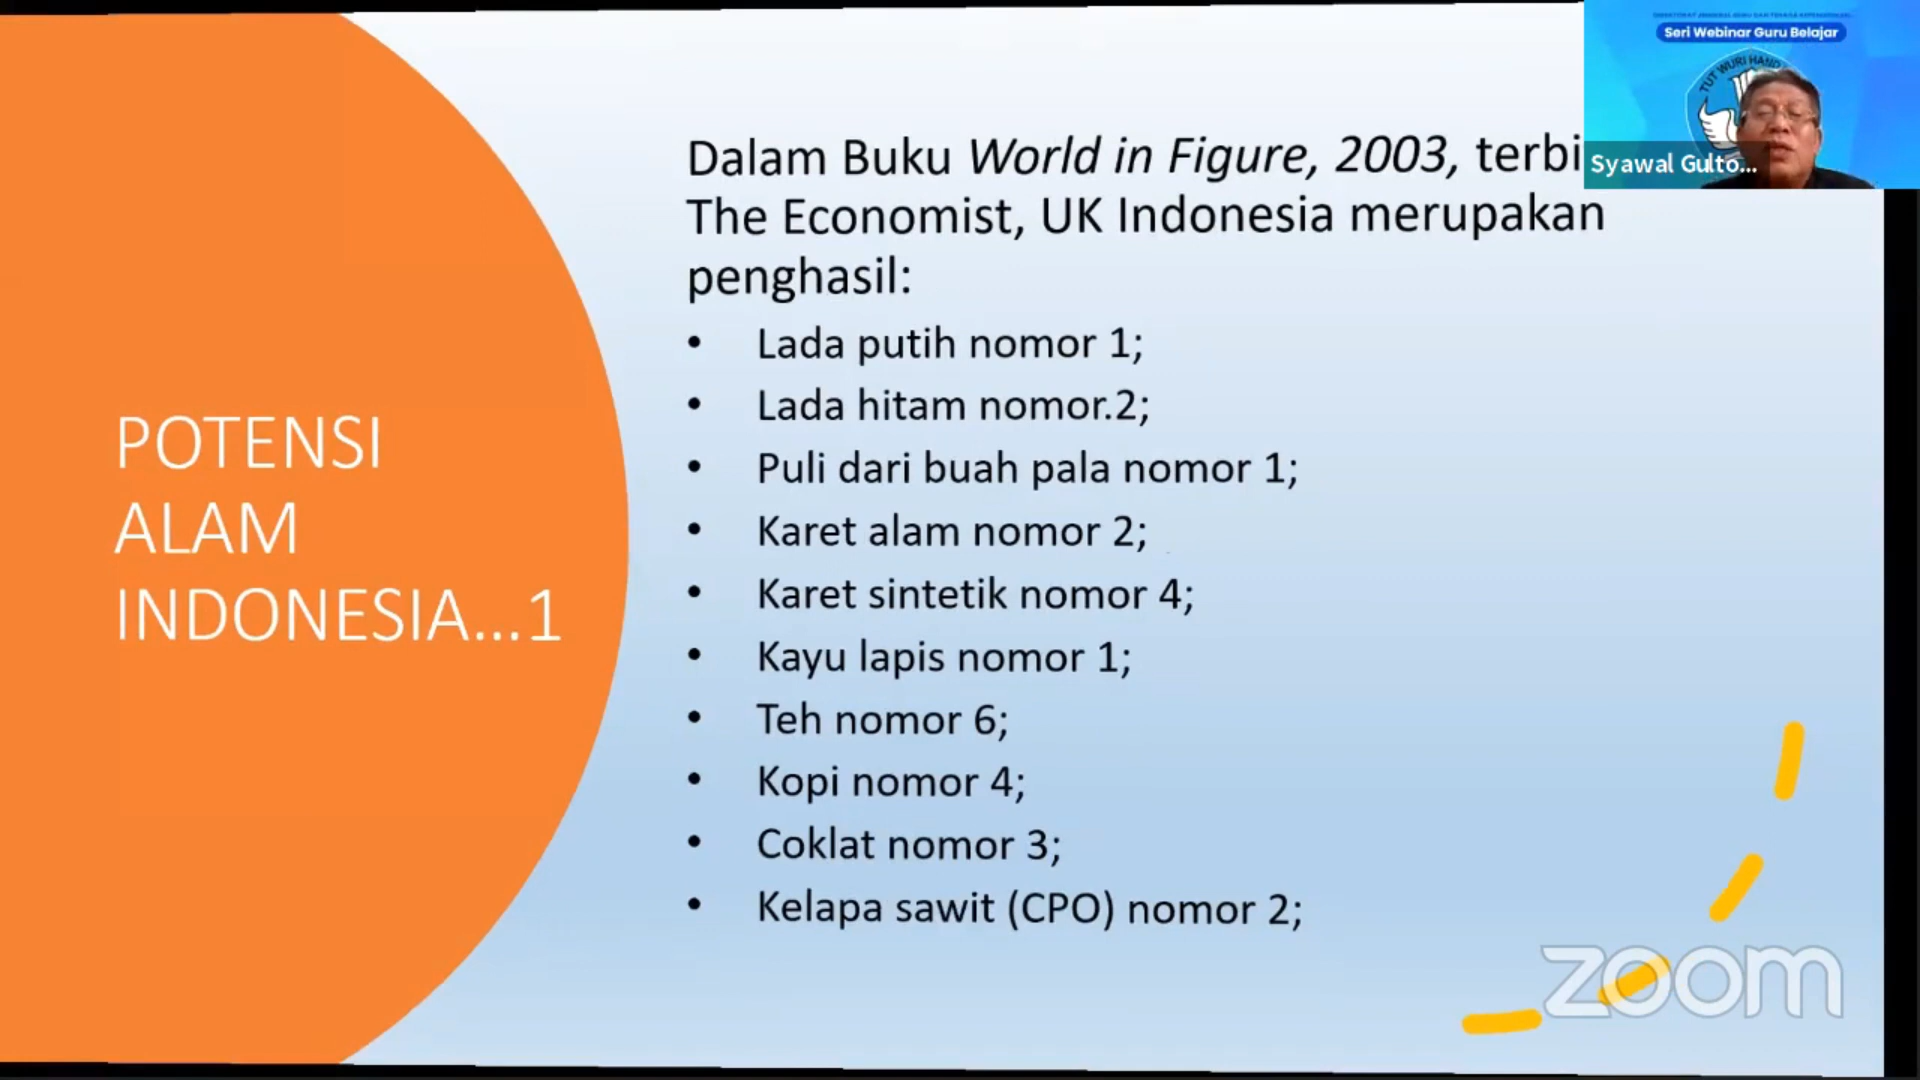 Seri Webinar Guru Belajar
TUT WURI HAND
Syawal Gulto...
POTENSI
ALAM
INDONESIA...1
Dalam Buku World in Figure, 2003, terbi
The Economist, UK Indonesia merupakan
penghasil:
• Lada putih nomor 1;
• Lada hitam nomor.2;
• Puli dari buah pala nomor 1;
• Karet alam nomor 2;
• Karet sintetik nomor 4;
• Kayu lapis nomor 1;
• Teh nomor 6;
• Kopi nomor 4;
• Coklat nomor 3;
• Kelapa sawit (CPO) nomor 2;
zoom